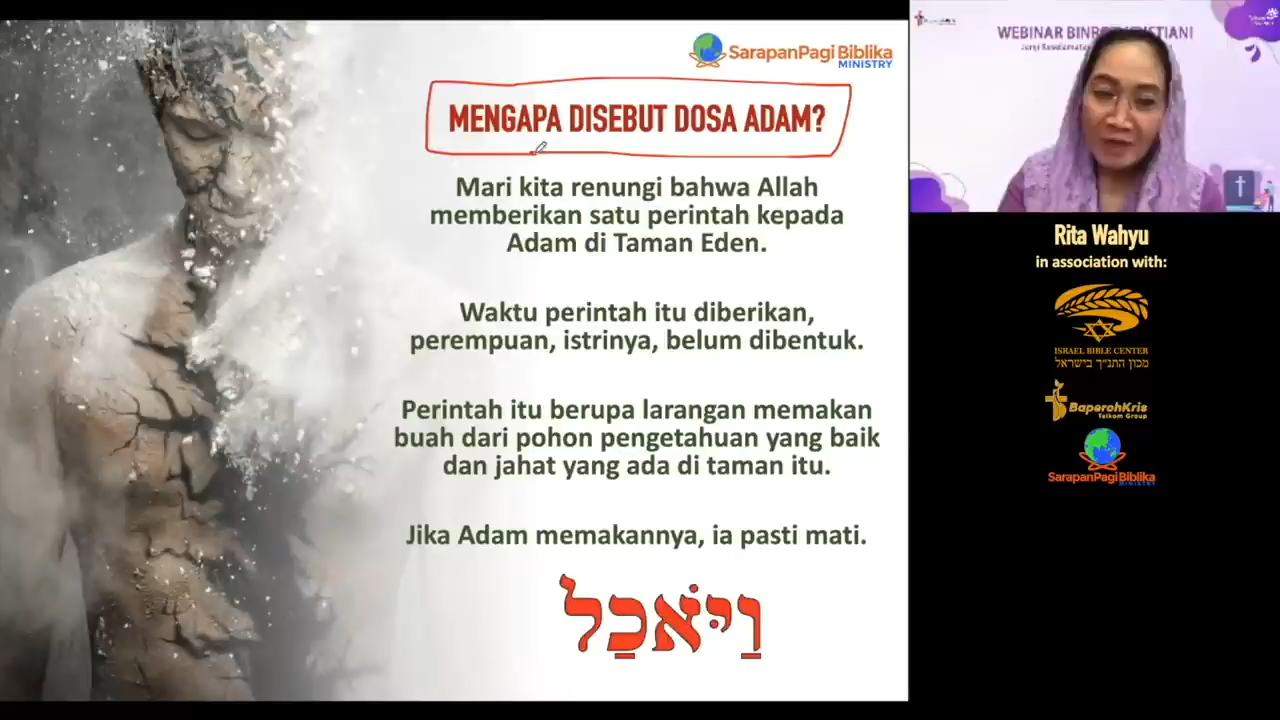 SarapanPagi Biblika
MINISTRY
MENGAPA DISEBUT DOSA ADAM?
Mari kita renungi bahwa Allah
memberikan satu perintah kepada
Adam di Taman Eden.
Waktu perintah itu diberikan,
perempuan, istrinya, belum dibentuk.
Perintah itu berupa larangan memakan
buah dari pohon pengetahuan yang baik
dan jahat yang ada di taman itu.
Jika Adam memakannya, ia pasti mati.
וַיֹּאכַל
WEBINAR
Rita Wahyu
in association with:
ISRAEL BIBLE CENTER
מכון התנ"ך בישראל
BaperohKris
Telkom Group
SarapanPagi Biblika
MINISTRY